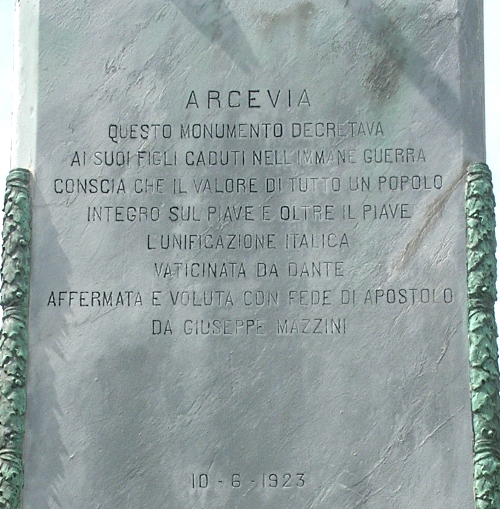 ARCEVIA
QUESTO MONUMENTO DECRETAVA
AI SUOI FIGLI CADUTI NELL'IMMANE GUERRA
CONSCIA CHE IL VALORE DI TUTTO UN POPOLO
INTEGRO SUL PIAVE E OLTRE IL PIAVE
L'UNIFICAZIONE ITALICA
VATICINATA DA DANTE
AFFERMATA E VOLUTA CON FEDE DI APOSTOLO
DA GIUSEPPE MAZZINI
10-6-1923